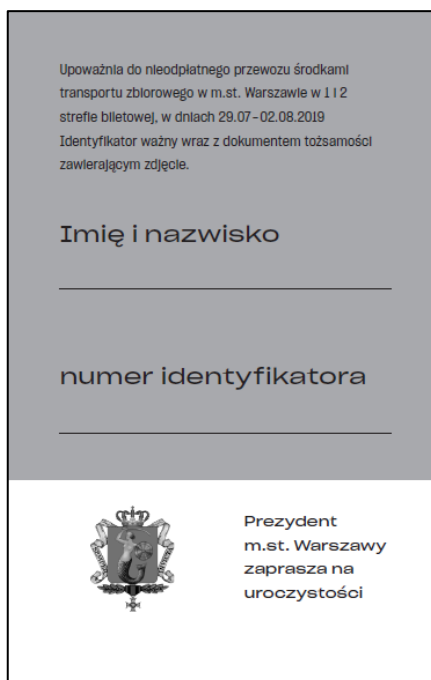 Upoważnia do nieodpłatnego przewozu środkami
transportu zbiorowego w m.st. Warszawie w 1 i 2
strefie biletowej, w dniach 29.07-02.08.2019
Identyfikator ważny wraz z dokumentem tożsamości
zawierającym zdjęcie.
Imię i nazwisko
numer identyfikatora
Prezydent
m.st. Warszawy
zaprasza na
uroczystości